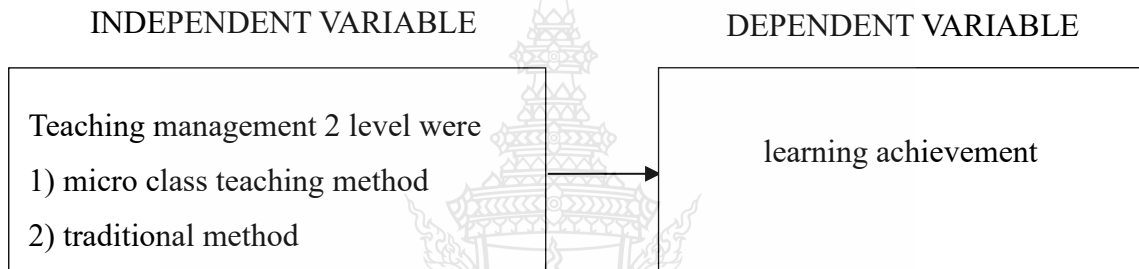 INDEPENDENT VARIABLE
DEPENDENT VARIABLE
Teaching management 2 level were
1) micro class teaching method
2) traditional method
learning achievement